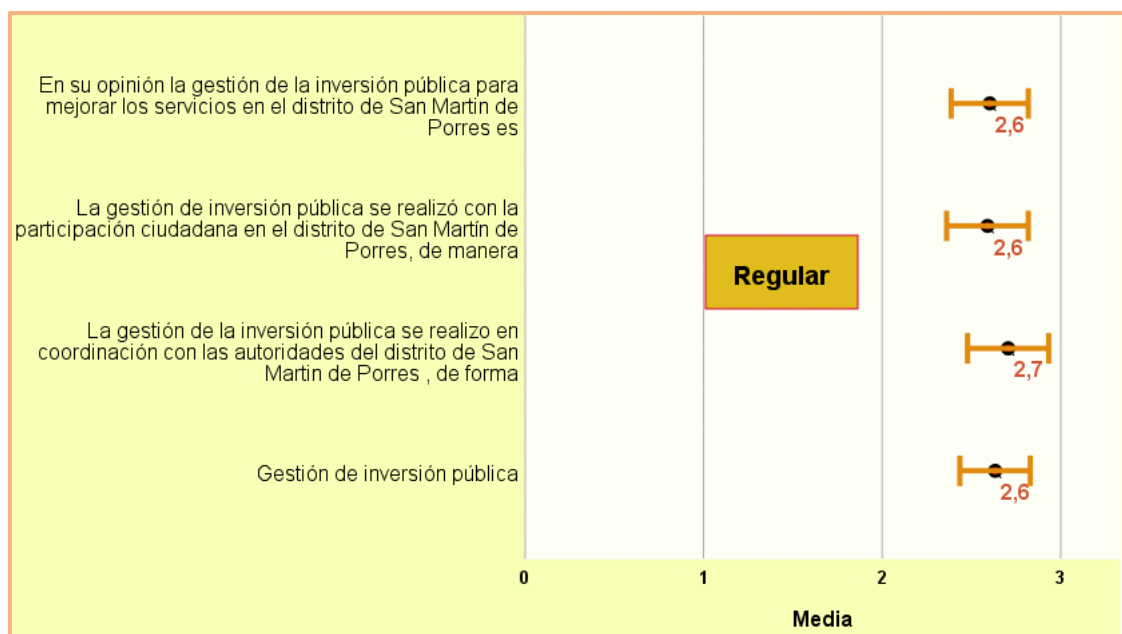 En su opinión la gestión de la inversión pública para
mejorar los servicios en el distrito de San Martin de
Porres es
2,6
La gestión de inversión pública se realizó con la
participación ciudadana en el distrito de San Martín de
Porres, de manera
2,6
Regular
La gestión de la inversión pública se realizo en
coordinación con las autoridades del distrito de San
Martin de Porres , de forma
2,7
Gestión de inversión pública
2,6
0 1 2 3
Media